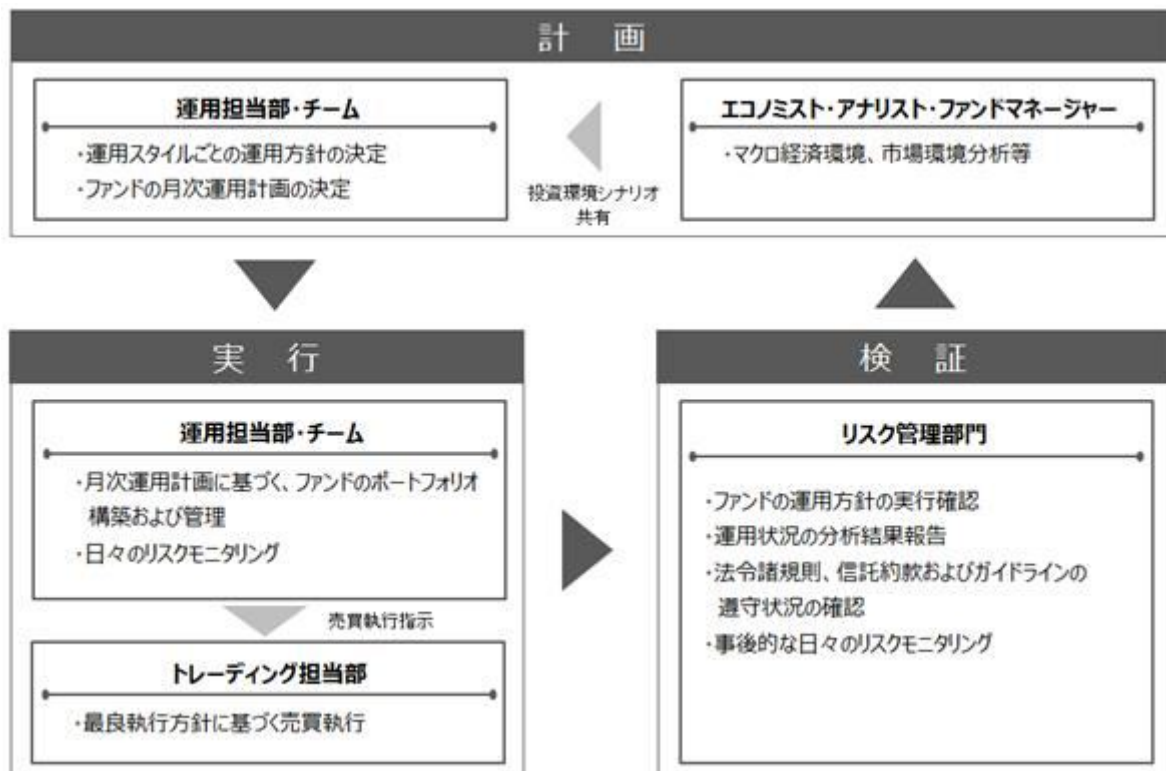 計 画
運用担当部・チーム
・運用スタイルごとの運用方針の決定
・ファンドの月次運用計画の決定
投資環境シナリオ
共有
エコノミスト・アナリスト・ファンドマネージャー
・マクロ経済環境、市場環境分析等
実 行
運用担当部・チーム
・月次運用計画に基づく、ファンドのポートフォリオ
構築および管理
・日々のリスクモニタリング
売買執行指示
トレーディング担当部
・最良執行方針に基づく売買執行
検 証
リスク管理部門
・ファンドの運用方針の実行確認
・運用状況の分析結果報告
・法令諸規則、信託約款およびガイドラインの
遵守状況の確認
・事後的な日々のリスクモニタリング